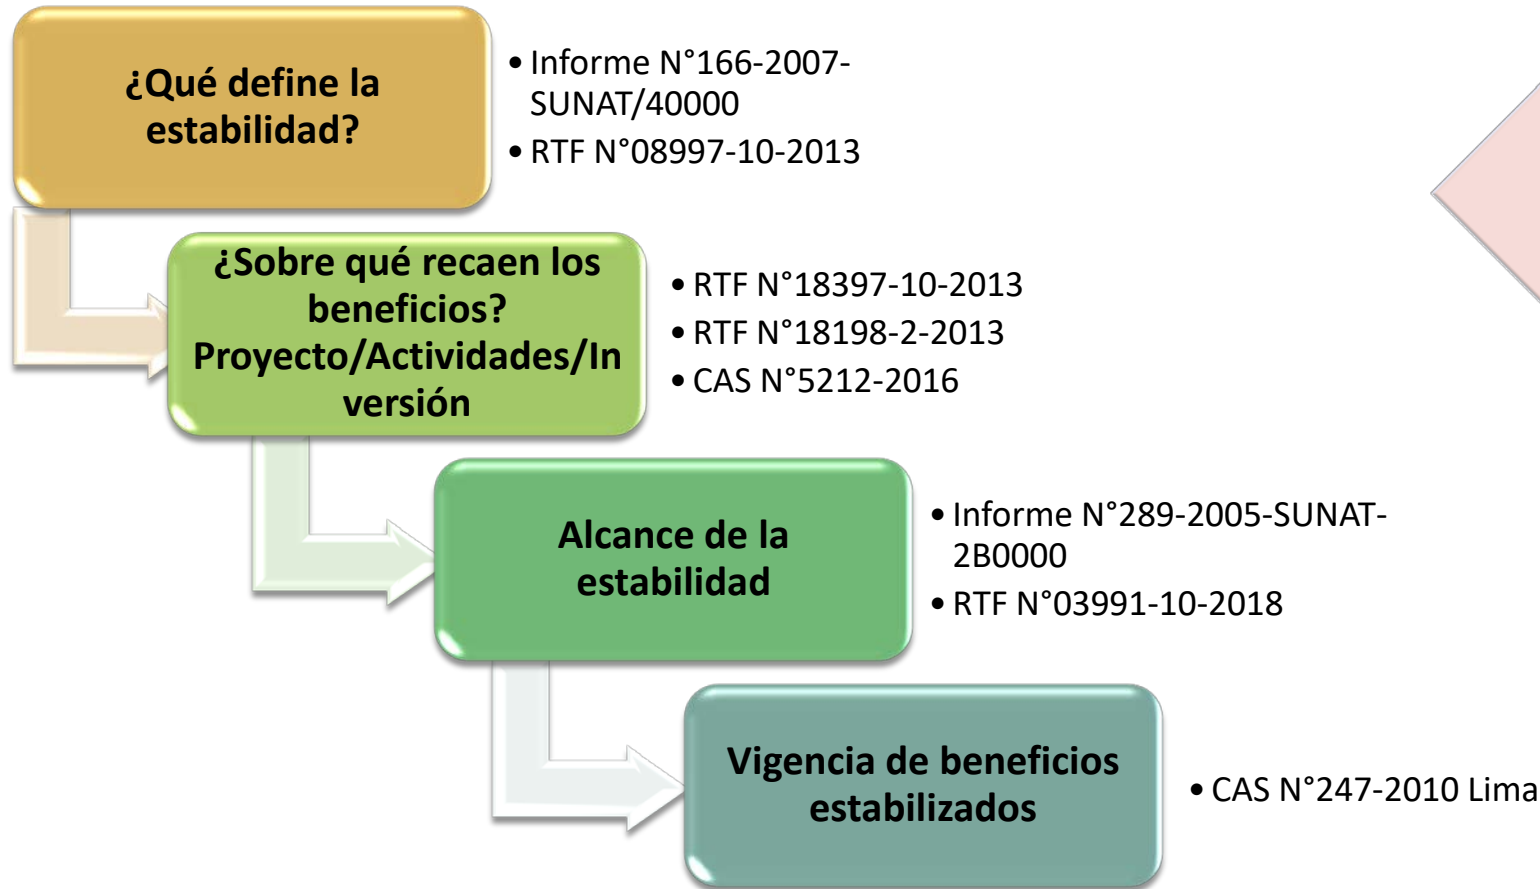 ¿Qué define la
estabilidad?
• Informe N°166-2007-
SUNAT/40000
• RTF N°08997-10-2013
¿Sobre qué recaen los
beneficios?
Proyecto/Actividades/In
versión
• RTF N°18397-10-2013
• RTF N°18198-2-2013
• CAS N°5212-2016
Alcance de la
estabilidad
• Informe N°289-2005-SUNAT-
2B0000
• RTF N°03991-10-2018
Vigencia de beneficios
estabilizados
• CAS N°247-2010 Lima